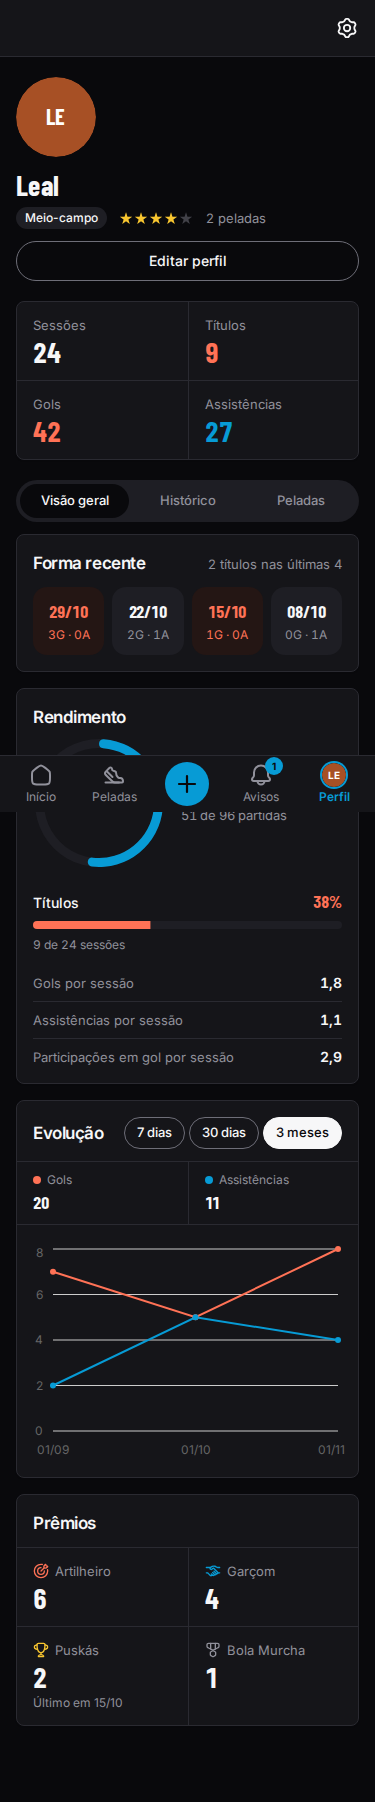 LE
Leal
Meio-campo ★★★★★ 2 peladas
Editar perfil
Sessões Títulos
24 9
Gols Assistências
42 27
Visão geral Histórico Peladas
Forma recente 2 títulos nas últimas 4
29/10 22/10 15/10 08/10
3G · 0A 2G · 1A 1G · 0A 0G · 1A
Rendimento
1
LE
Início Peladas Avisos Perfil
51 de 96 partidas
Títulos 38%
9 de 24 sessões
Gols por sessão 1,8
Assistências por sessão 1,1
Participações em gol por sessão 2,9
Evolução 7 dias 30 dias 3 meses
Gols Assistências
20 11
8
6
4
2
0
01/09 01/10 01/11
Prêmios
Artilheiro Garçom
6 4
Puskás Bola Murcha
2 1
Último em 15/10